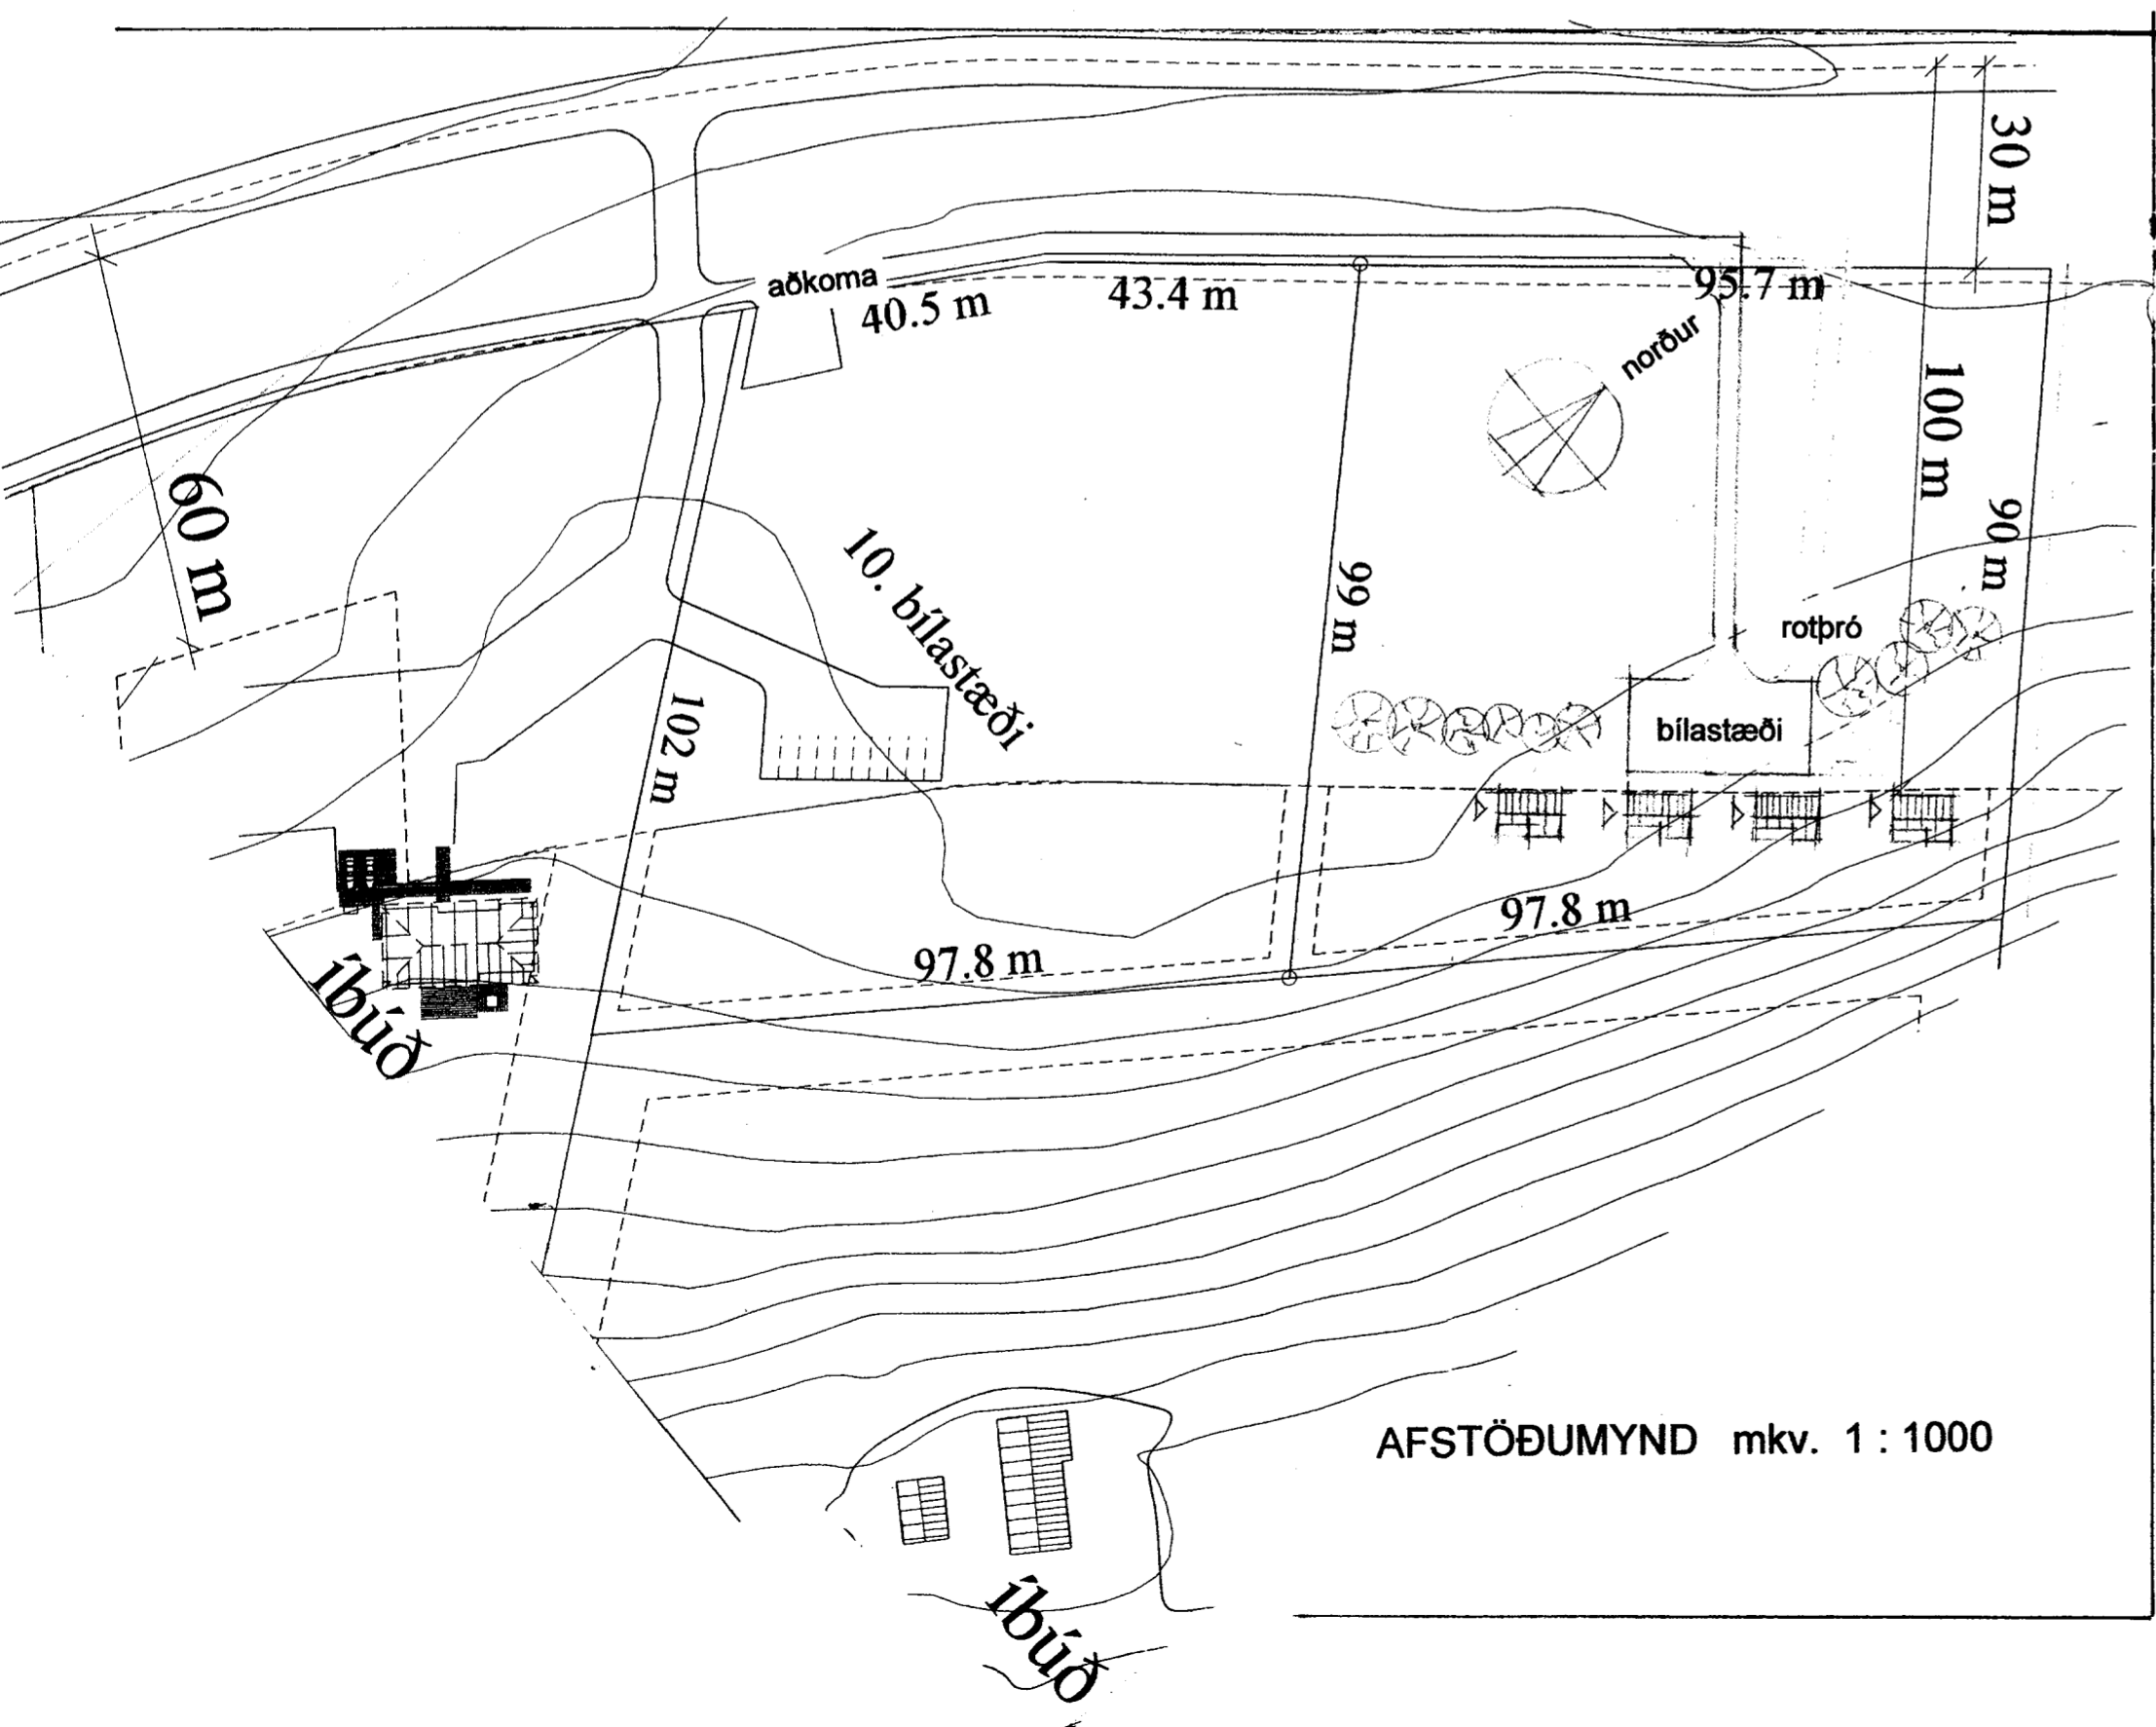 30 m
aðkoma
40.5 m
43.4 m
95.7 m
norður
100 m
60 m
90 m
10. bílastæði
99 m
rotþró
102 m
bílastæði
97.8 m
97.8 m
íbúð
AFSTÖÐUMYND mkv. 1 : 1000
íbúð